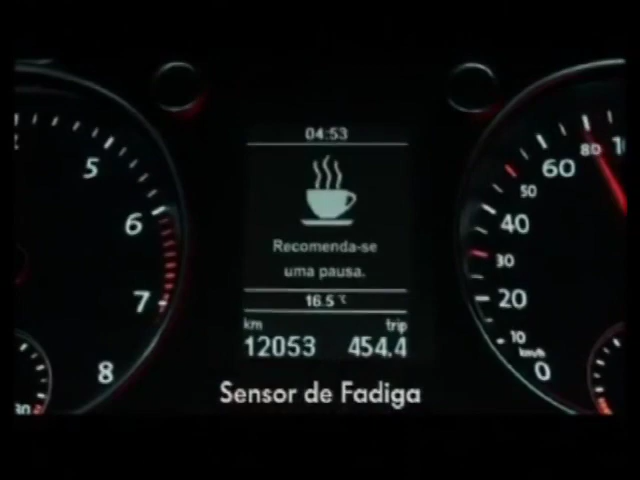 04:53
Recomenda-se
uma pausa.
16.5 °C
km trip
12053 454.4
5
6
7
8
80
60
50
40
30
20
10
km/h
0
Sensor de Fadiga